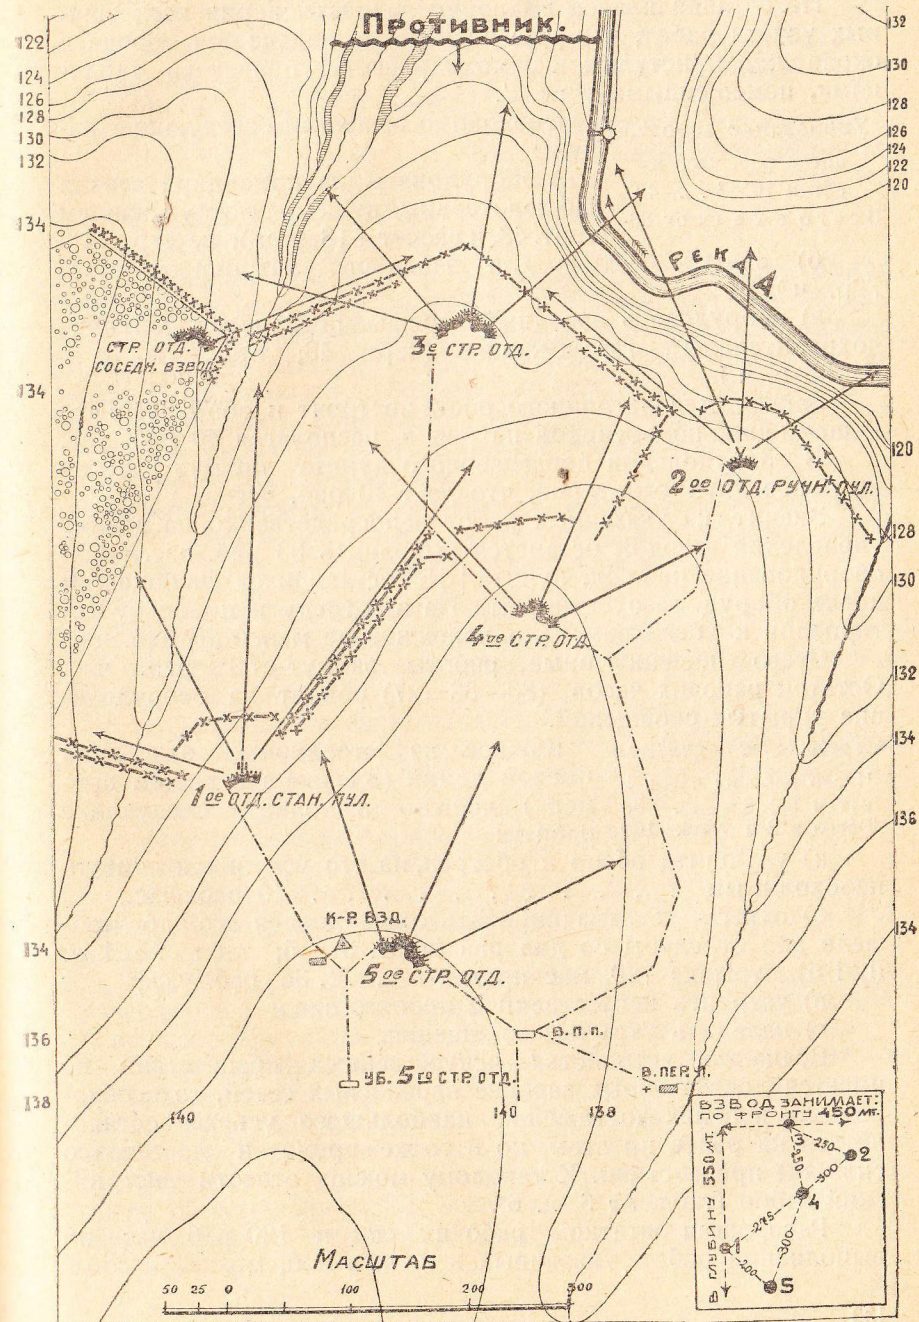 Противник.
122
124
126
128
130
132
134
134
134
136
138
132
130
128
126
124
122
120
120
128
130
132
134
136
134
РЕКА А.
СТР. ОТД.
СОСЕДН. ВЗВОД
3е СТР. ОТД.
2ое ОТД. РУЧН. ПУЛ.
4ое СТР. ОТД
1ое ОТД. СТАН. ПУЛ.
К-Р. ВЗД.
5ое СТР. ОТД.
В.П.П.
УБ. 5го СТР. ОТД.
В. ПЕР. П.
140
140
138
ВЗВОД ЗАНИМАЕТ:
ПО ФРОНТУ 450 МТ.
В ГЛУБИНУ 550 МТ.
3
250
2
300
4
275
300
1
200
5
МАСШТАБ
50 25 0 100 200 300